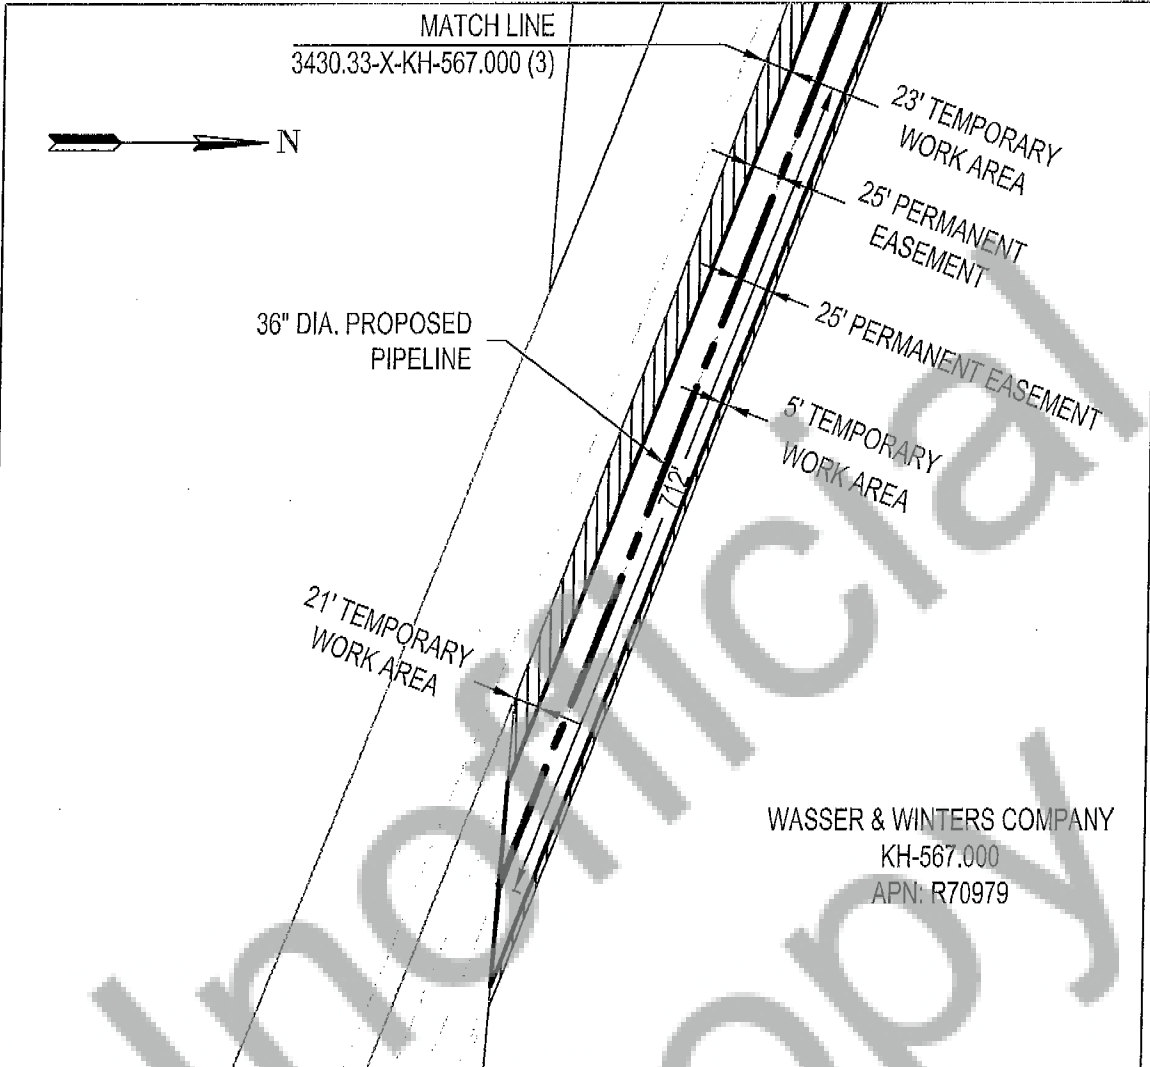 MATCH LINE
3430.33-X-KH-567.000 (3)
N
23' TEMPORARY
WORK AREA
25' PERMANENT
EASEMENT
36" DIA. PROPOSED
PIPELINE
25' PERMANENT EASEMENT
5' TEMPORARY
WORK AREA
712'
21' TEMPORARY
WORK AREA
WASSER & WINTERS COMPANY
KH-567.000
APN: R70979
Unofficial
Copy